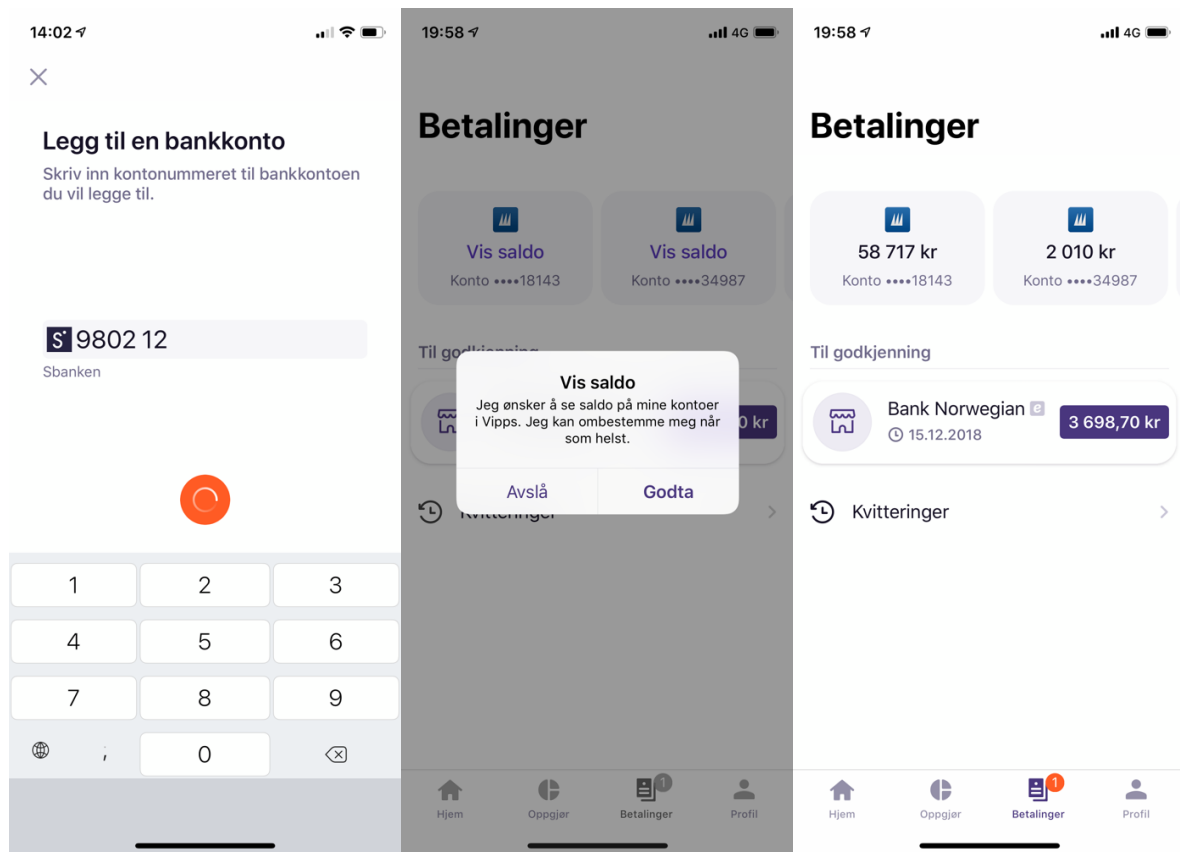 14:02
Legg til en bankkonto
Skriv inn kontonummeret til bankkontoen
du vil legge til.
S 9802 12
Sbanken
1 2 3
4 5 6
7 8 9
, 0
19:58 4G
Betalinger
Vis saldo Vis saldo
Konto ••••18143 Konto ••••34987
Til godkjenning
0 kr
Vis saldo
Jeg ønsker å se saldo på mine kontoer
i Vipps. Jeg kan ombestemme meg når
som helst.
Avslå Godta
Kvitteringer
1
Hjem Oppgjør Betalinger Profil
19:58 4G
Betalinger
58 717 kr 2 010 kr
Konto ••••18143 Konto ••••34987
Til godkjenning
Bank Norwegian e
15.12.2018
3 698,70 kr
Kvitteringer
1
Hjem Oppgjør Betalinger Profil